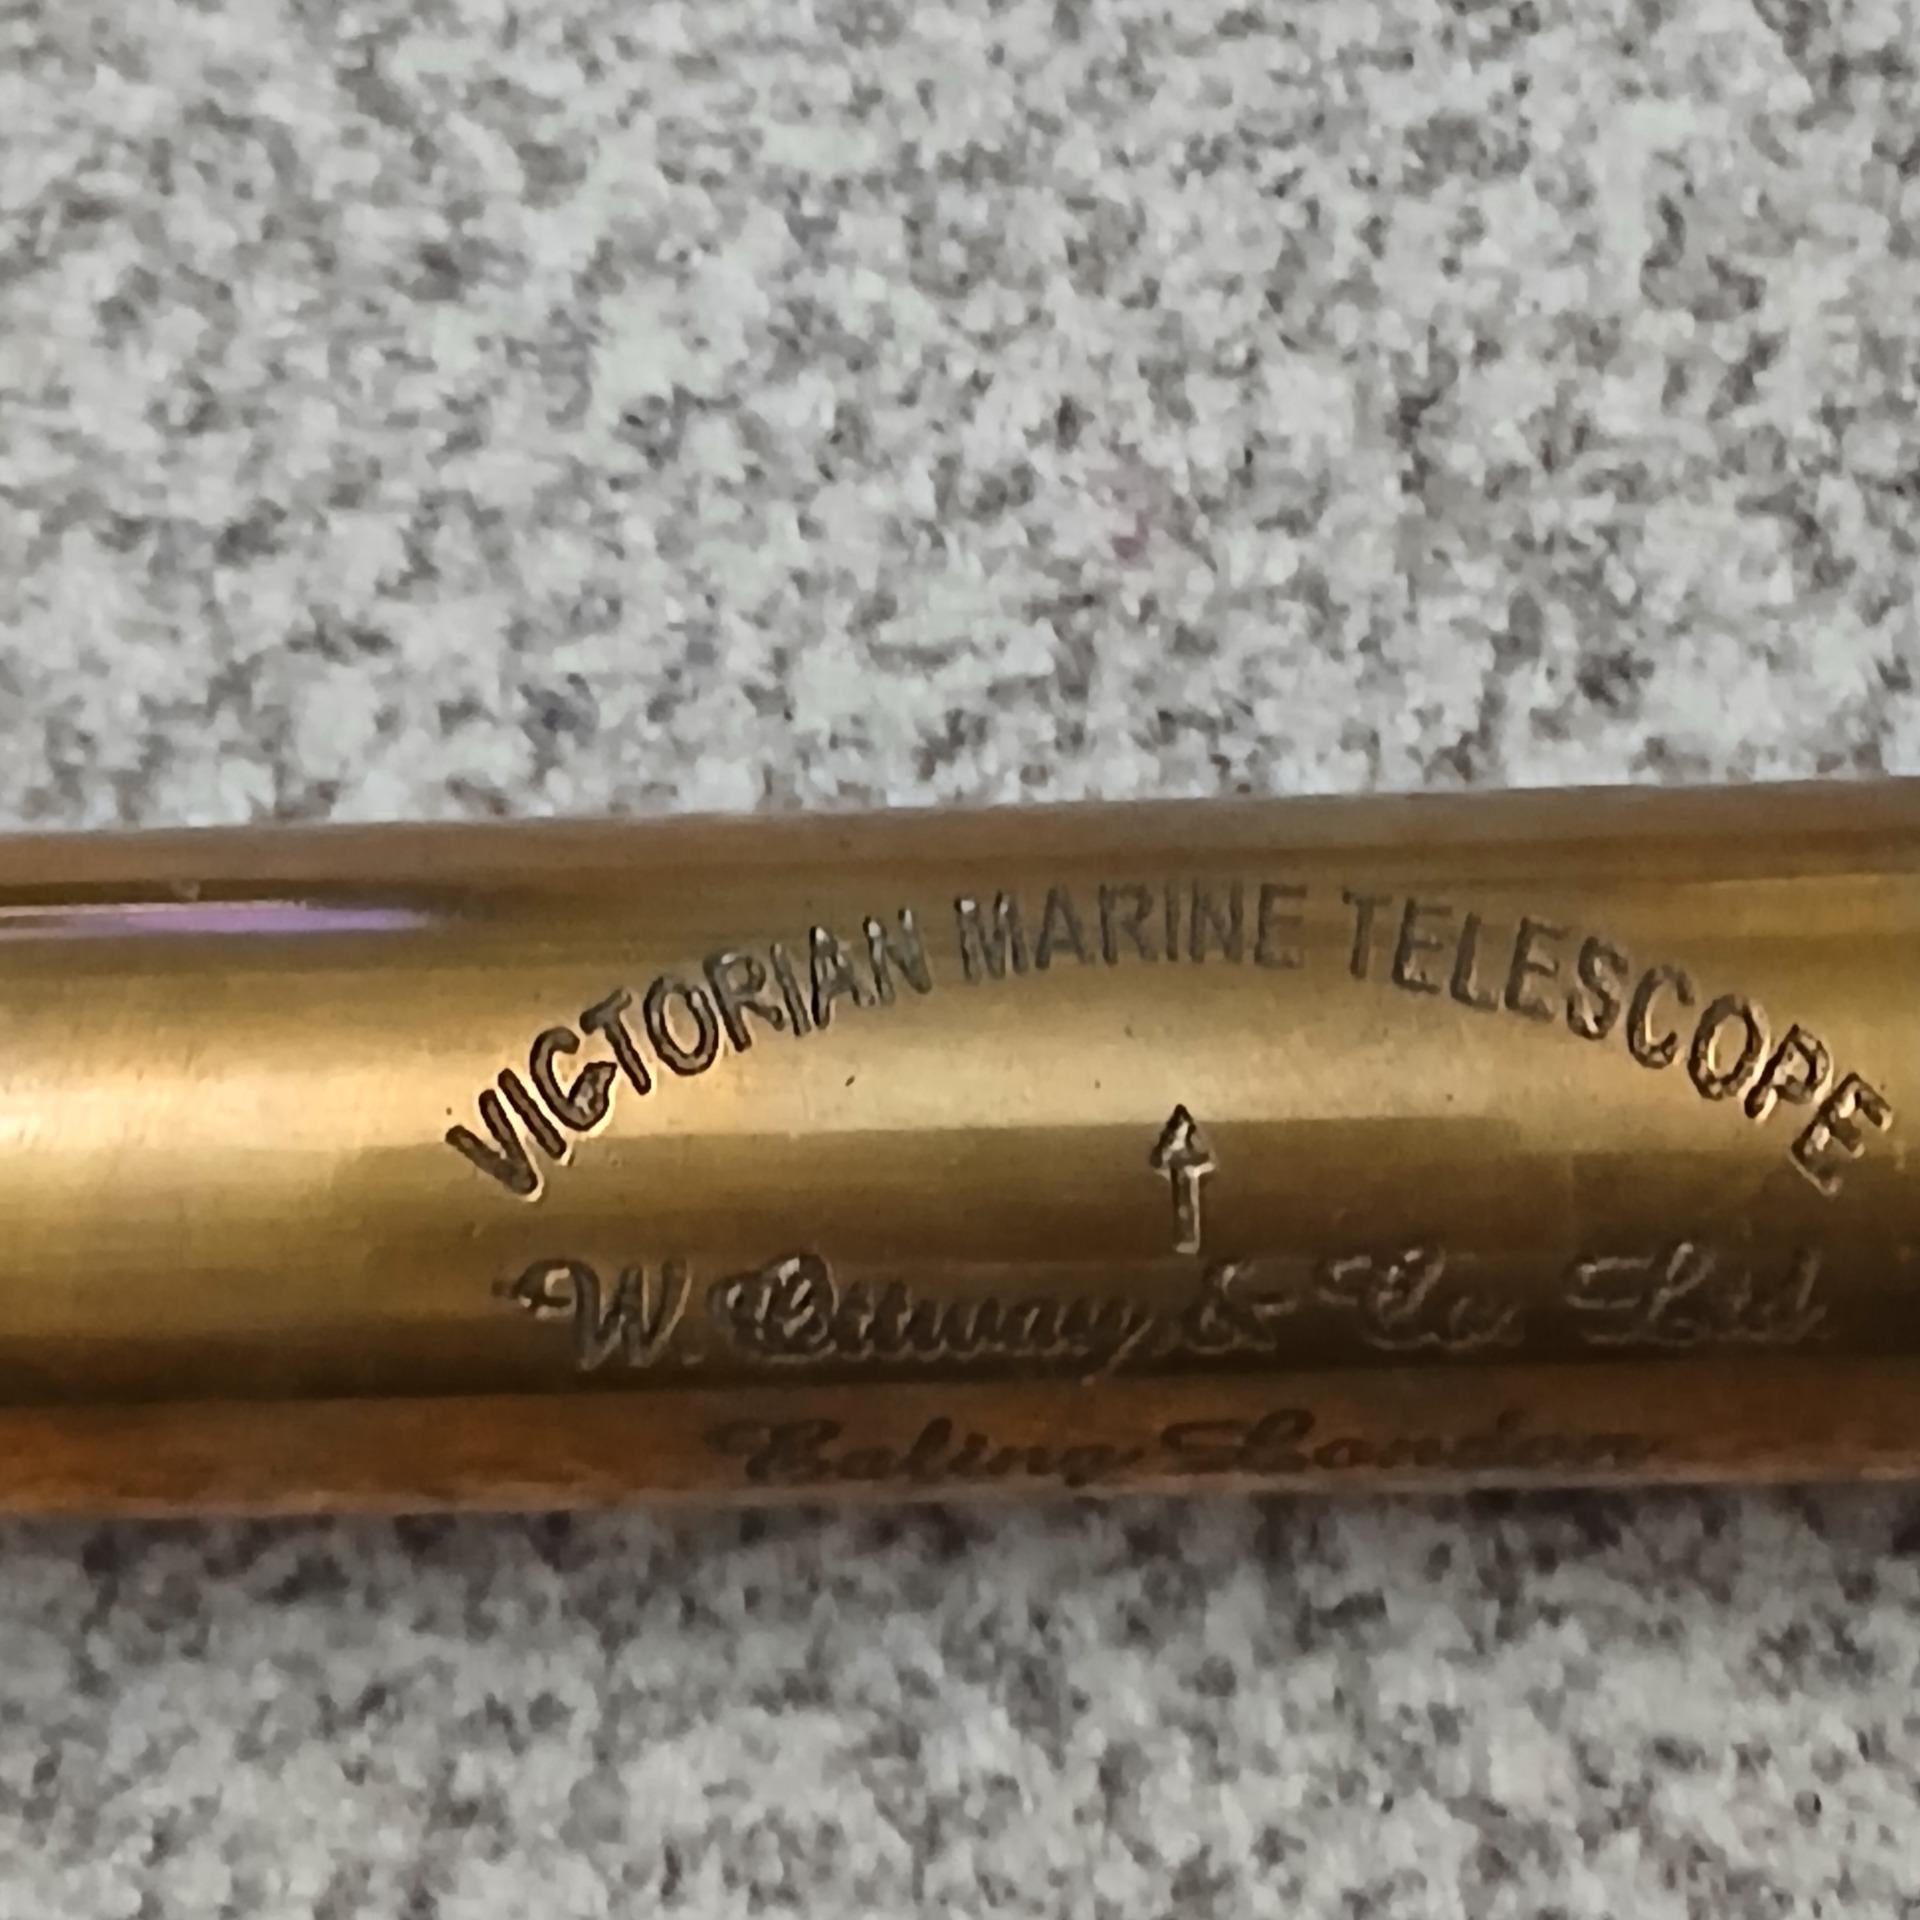 VICTORIAN MARINE TELESCOPE
W. Ottway & Co Ltd
Ealing London